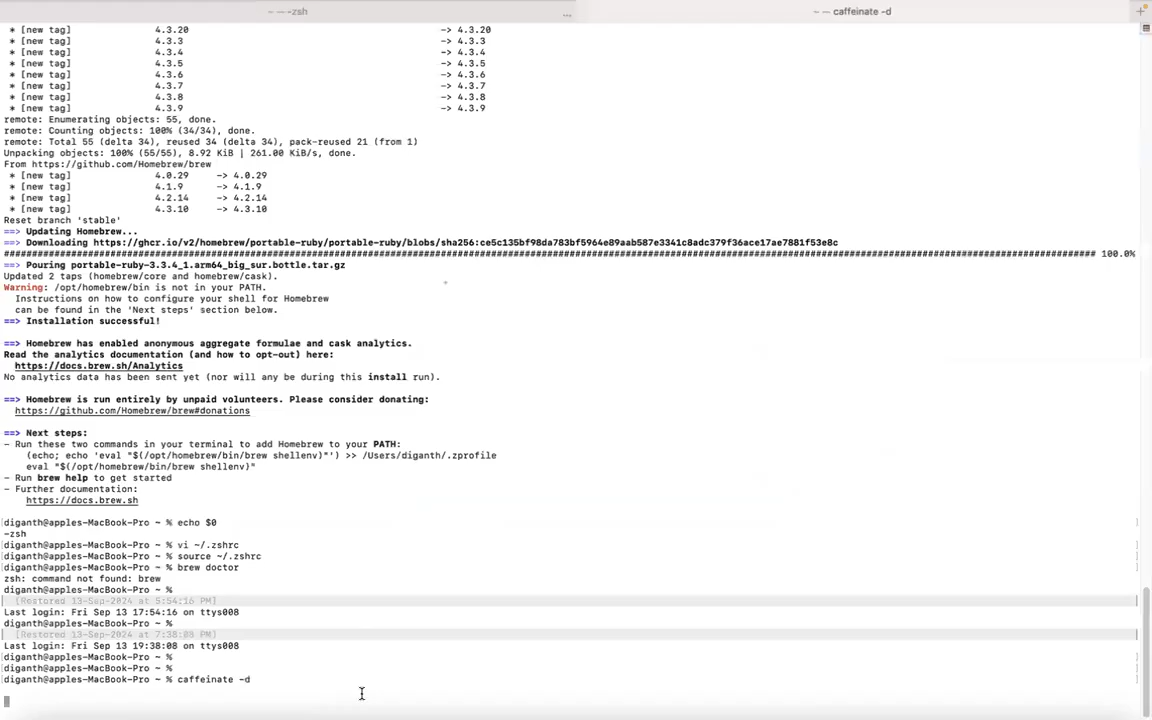 ~ — -zsh
...
~ — caffeinate -d
+
* [new tag] 4.3.20 -> 4.3.20
* [new tag] 4.3.3 -> 4.3.3
* [new tag] 4.3.4 -> 4.3.4
* [new tag] 4.3.5 -> 4.3.5
* [new tag] 4.3.6 -> 4.3.6
* [new tag] 4.3.7 -> 4.3.7
* [new tag] 4.3.8 -> 4.3.8
* [new tag] 4.3.9 -> 4.3.9
remote: Enumerating objects: 55, done.
remote: Counting objects: 100% (34/34), done.
remote: Total 55 (delta 34), reused 34 (delta 34), pack-reused 21 (from 1)
Unpacking objects: 100% (55/55), 8.92 KiB | 261.00 KiB/s, done.
From https://github.com/Homebrew/brew
* [new tag] 4.0.29 -> 4.0.29
* [new tag] 4.1.9 -> 4.1.9
* [new tag] 4.2.14 -> 4.2.14
* [new tag] 4.3.10 -> 4.3.10
Reset branch 'stable'
==> Updating Homebrew...
==> Downloading https://ghcr.io/v2/homebrew/portable-ruby/portable-ruby/blobs/sha256:ce5c135bf98da783bf5964e89aab587e3341c8adc379f36ace17ae7881f53e8c
######################################################################## 100.0%
==> Pouring portable-ruby-3.3.4_1.arm64_big_sur.bottle.tar.gz
Updated 2 taps (homebrew/core and homebrew/cask).
Warning: /opt/homebrew/bin is not in your PATH.
Instructions on how to configure your shell for Homebrew
can be found in the 'Next steps' section below.
==> Installation successful!
==> Homebrew has enabled anonymous aggregate formulae and cask analytics.
Read the analytics documentation (and how to opt-out) here:
https://docs.brew.sh/Analytics
No analytics data has been sent yet (nor will any be during this install run).
==> Homebrew is run entirely by unpaid volunteers. Please consider donating:
https://github.com/Homebrew/brew#donations
==> Next steps:
- Run these two commands in your terminal to add Homebrew to your PATH:
(echo; echo 'eval "$(/opt/homebrew/bin/brew shellenv)"') >> /Users/diganth/.zprofile
eval "$(/opt/homebrew/bin/brew shellenv)"
- Run brew help to get started
- Further documentation:
https://docs.brew.sh
[diganth@apples-MacBook-Pro ~ % echo $0 ]
-zsh
[diganth@apples-MacBook-Pro ~ % vi ~/.zshrc ]
[diganth@apples-MacBook-Pro ~ % source ~/.zshrc ]
[diganth@apples-MacBook-Pro ~ % brew doctor ]
zsh: command not found: brew
diganth@apples-MacBook-Pro ~ %
[Restored 13-Sep-2024 at 5:54:16 PM]
Last login: Fri Sep 13 17:54:16 on ttys008
diganth@apples-MacBook-Pro ~ %
[Restored 13-Sep-2024 at 7:38:08 PM]
Last login: Fri Sep 13 19:38:08 on ttys008
[diganth@apples-MacBook-Pro ~ % ]
[diganth@apples-MacBook-Pro ~ % ]
[diganth@apples-MacBook-Pro ~ % caffeinate -d ]